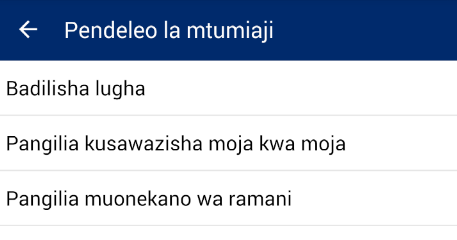 Pendeleo la mtumiaji
Badilisha lugha
Pangilia kusawazisha moja kwa moja
Pangilia muonekano wa ramani